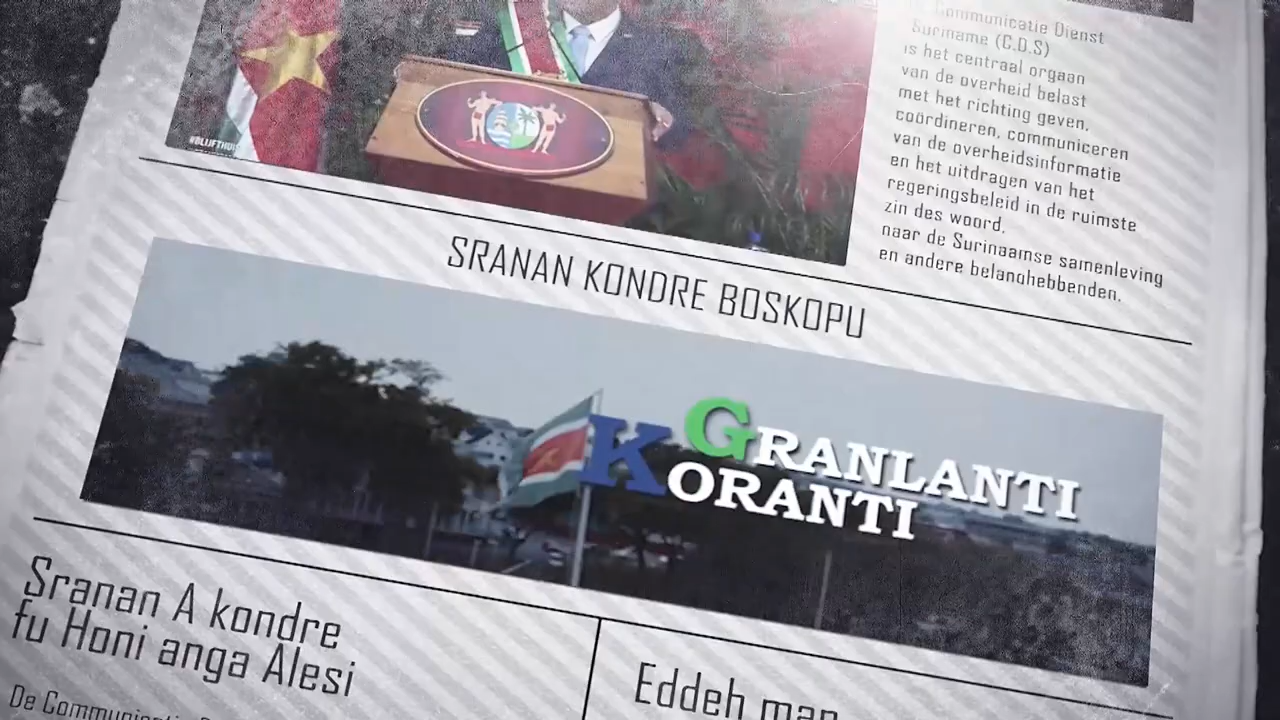 Communicatie Dienst
Suriname (C.D.S)
is het centraal orgaan
van de overheid belast
met het richting geven,
coördineren, communiceren
van de overheidsinformatie
en het uitdragen van het
regeringsbeleid in de ruimste
zin des woord.
naar de Surinaamse samenleving
en andere belanghebbenden.
#BLIJFTHUIS
SRANAN KONDRE BOSKOPU
GRANLANTI
KORANTI
Sranan A kondre
fu Honi anga Alesi
De Communicatie
Eddeh man